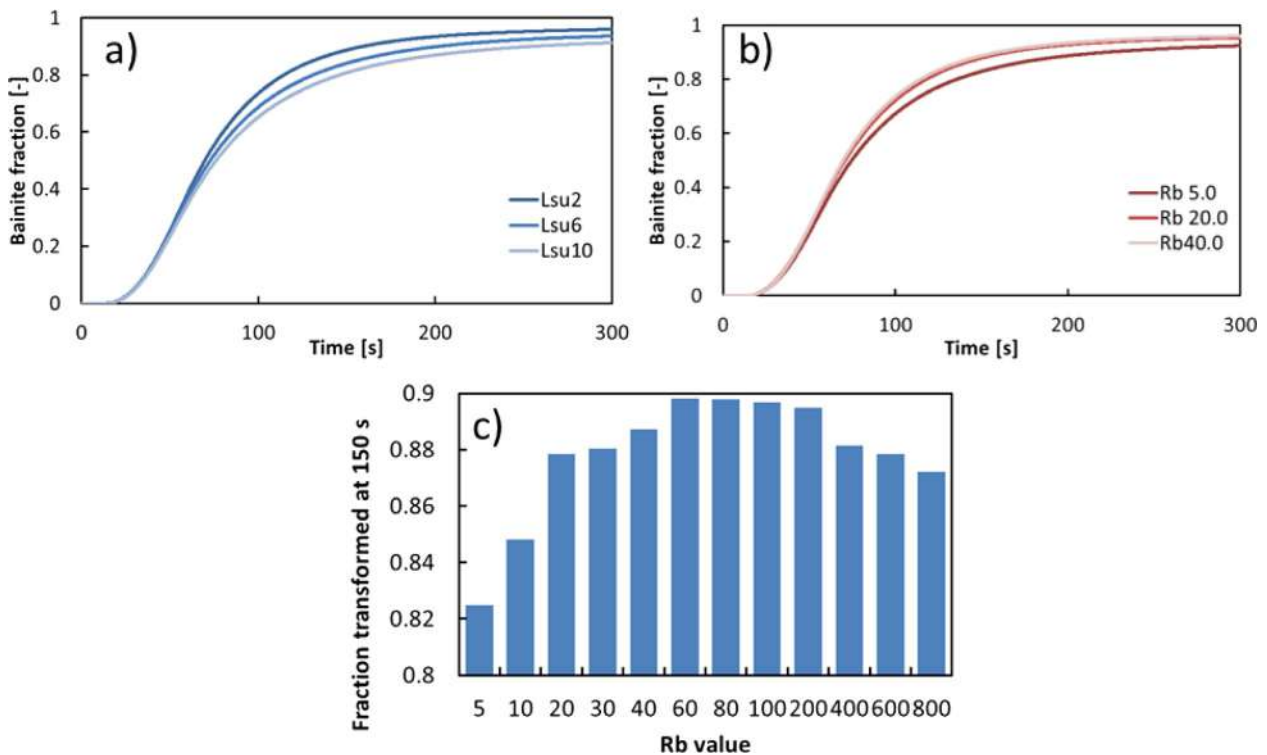 a)
Bainite fraction [-]
1
0.8
0.6
0.4
0.2
0
Lsu2
Lsu6
Lsu10
0 100 200 300
Time [s]
b)
Bainite fraction [-]
1
0.8
0.6
0.4
0.2
0
Rb 5.0
Rb 20.0
Rb40.0
0 100 200 300
Time [s]
c)
Fraction transformed at 150 s
0.9
0.88
0.86
0.84
0.82
0.8
5 10 20 30 40 60 80 100 200 400 600 800
Rb value